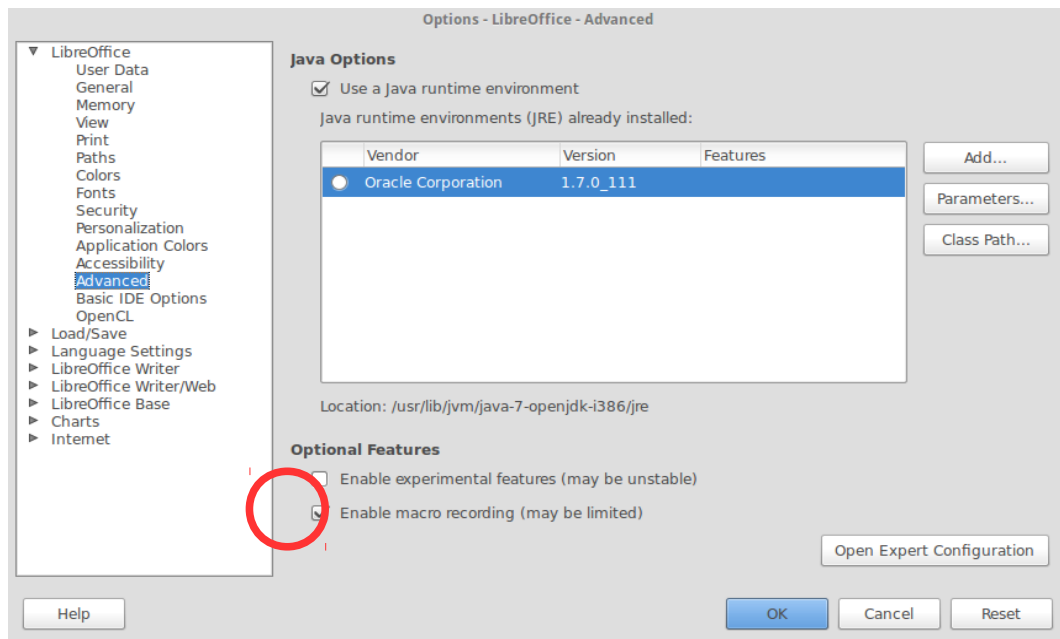 Options - LibreOffice - Advanced
LibreOffice
User Data
General
Memory
View
Print
Paths
Colors
Fonts
Security
Personalization
Application Colors
Accessibility
Advanced
Basic IDE Options
OpenCL
Load/Save
Language Settings
LibreOffice Writer
LibreOffice Writer/Web
LibreOffice Base
Charts
Internet
Java Options
Use a Java runtime environment
Java runtime environments (JRE) already installed:
Vendor Version Features
Oracle Corporation 1.7.0_111
Add...
Parameters...
Class Path...
Location: /usr/lib/jvm/java-7-openjdk-i386/jre
Optional Features
Enable experimental features (may be unstable)
Enable macro recording (may be limited)
Open Expert Configuration
Help OK Cancel Reset